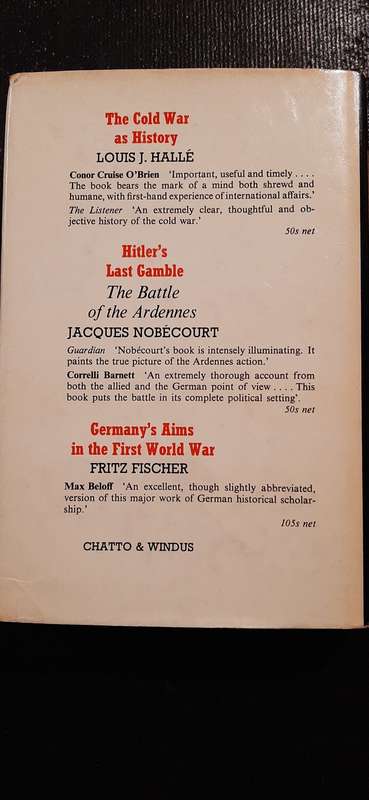 The Cold War
as History
LOUIS J. HALLÉ
Conor Cruise O'Brien 'Important, useful and timely . . . .
The book bears the mark of a mind both shrewd and
humane, with first-hand experience of international affairs.'
The Listener 'An extremely clear, thoughtful and ob-
jective history of the cold war.'
50s net
Hitler's
Last Gamble
The Battle
of the Ardennes
JACQUES NOBÉCOURT
Guardian 'Nobécourt's book is intensely illuminating. It
paints the true picture of the Ardennes action.'
Correlli Barnett 'An extremely thorough account from
both the allied and the German point of view . . . . This
book puts the battle in its complete political setting'.
50s net
Germany's Aims
in the First World War
FRITZ FISCHER
Max Beloff 'An excellent, though slightly abbreviated,
version of this major work of German historical scholar-
ship.'
105s net
CHATTO & WINDUS